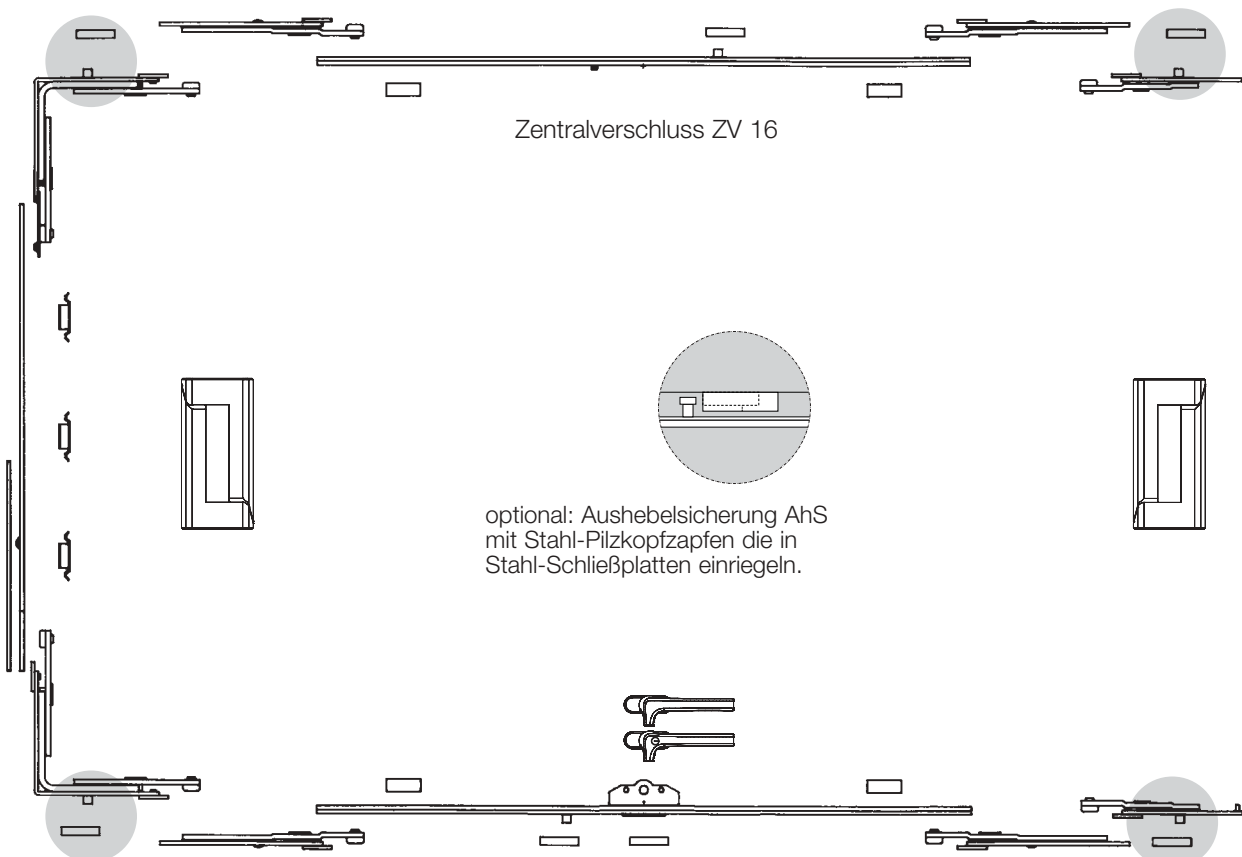 Zentralverschluss ZV 16
optional: Aushebelsicherung AhS
mit Stahl-Pilzkopfzapfen die in
Stahl-Schließplatten einriegeln.